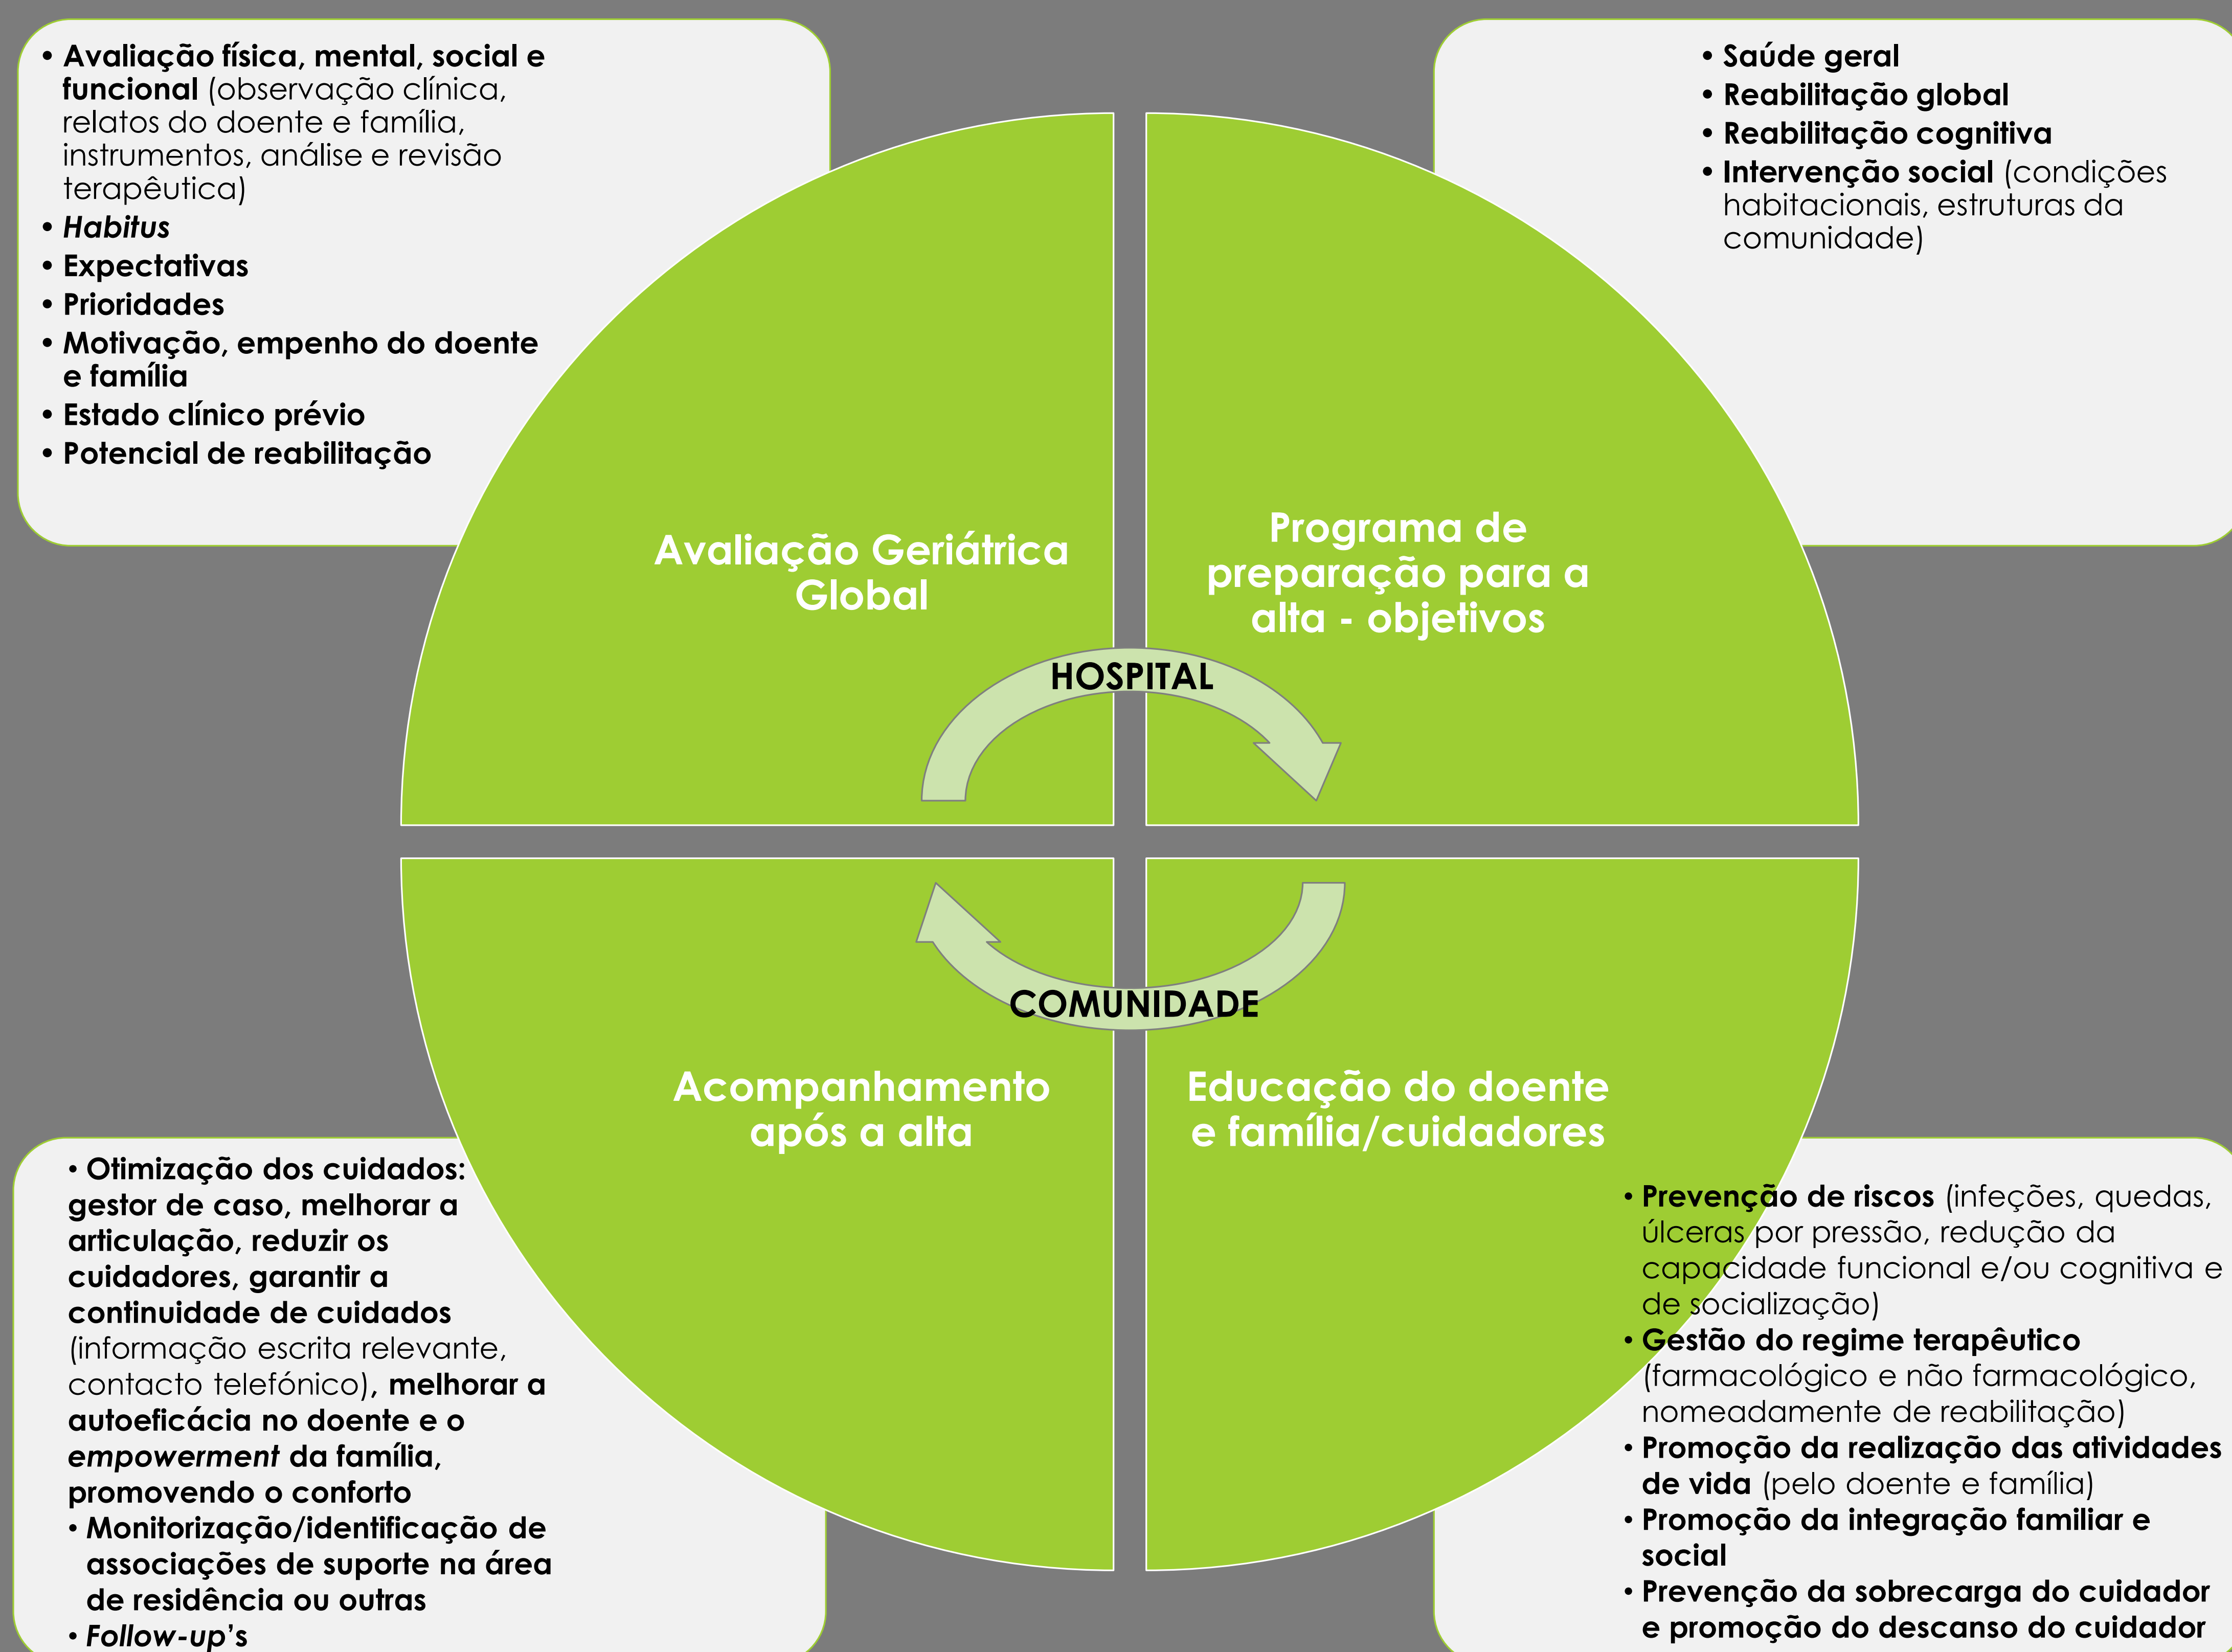 • Avaliação física, mental, social e
funcional (observação clínica,
relatos do doente e família,
instrumentos, análise e revisão
terapêutica)
• Habitus
• Expectativas
• Prioridades
• Motivação, empenho do doente
e família
• Estado clínico prévio
• Potencial de reabilitação
• Saúde geral
• Reabilitação global
• Reabilitação cognitiva
• Intervenção social (condições
habitacionais, estruturas da
comunidade)
Avaliação Geriátrica
Global
Programa de
preparação para a
alta - objetivos
HOSPITAL
COMUNIDADE
Acompanhamento
após a alta
Educação do doente
e família/cuidadores
• Otimização dos cuidados:
gestor de caso, melhorar a
articulação, reduzir os
cuidadores, garantir a
continuidade de cuidados
(informação escrita relevante,
contacto telefónico), melhorar a
autoeficácia no doente e o
empowerment da família,
promovendo o conforto
• Monitorização/identificação de
associações de suporte na área
de residência ou outras
• Follow-up's
• Prevenção de riscos (infeções, quedas,
úlceras por pressão, redução da
capacidade funcional e/ou cognitiva e
de socialização)
• Gestão do regime terapêutico
(farmacológico e não farmacológico,
nomeadamente de reabilitação)
• Promoção da realização das atividades
de vida (pelo doente e família)
• Promoção da integração familiar e
social
• Prevenção da sobrecarga do cuidador
e promoção do descanso do cuidador